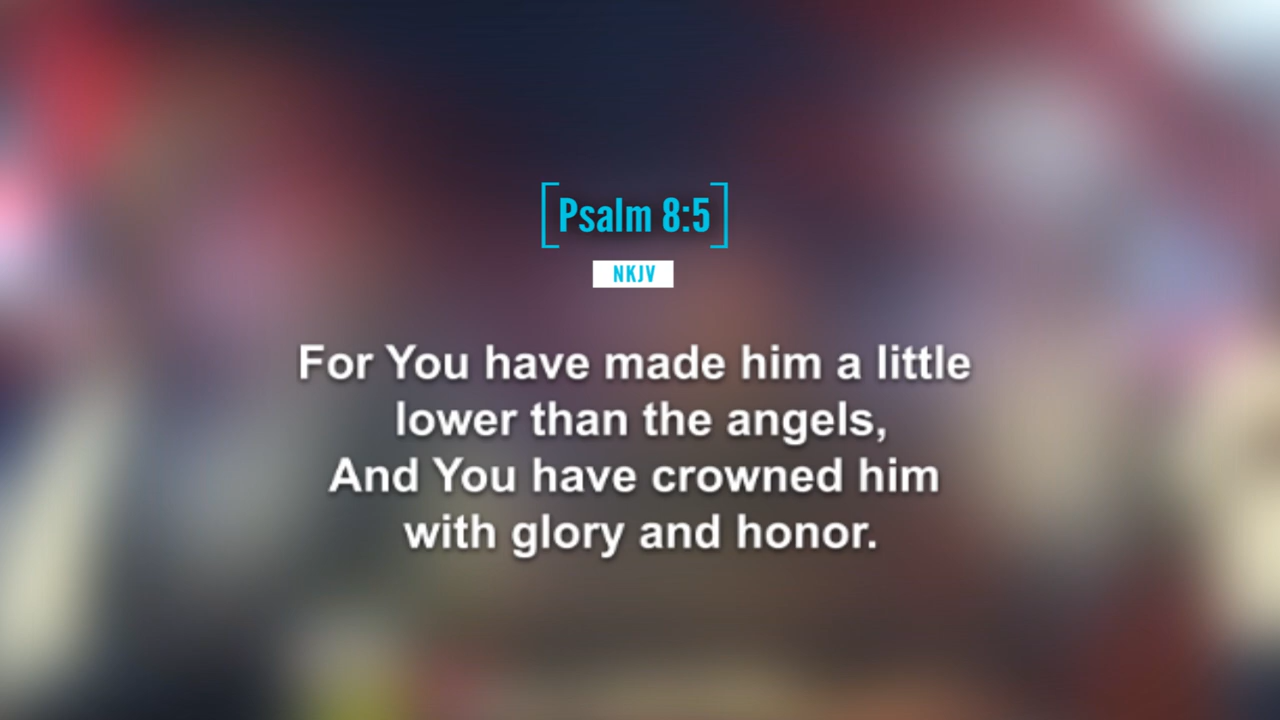 [Psalm 8:5]
NKJV
For You have made him a little
lower than the angels,
And You have crowned him
with glory and honor.